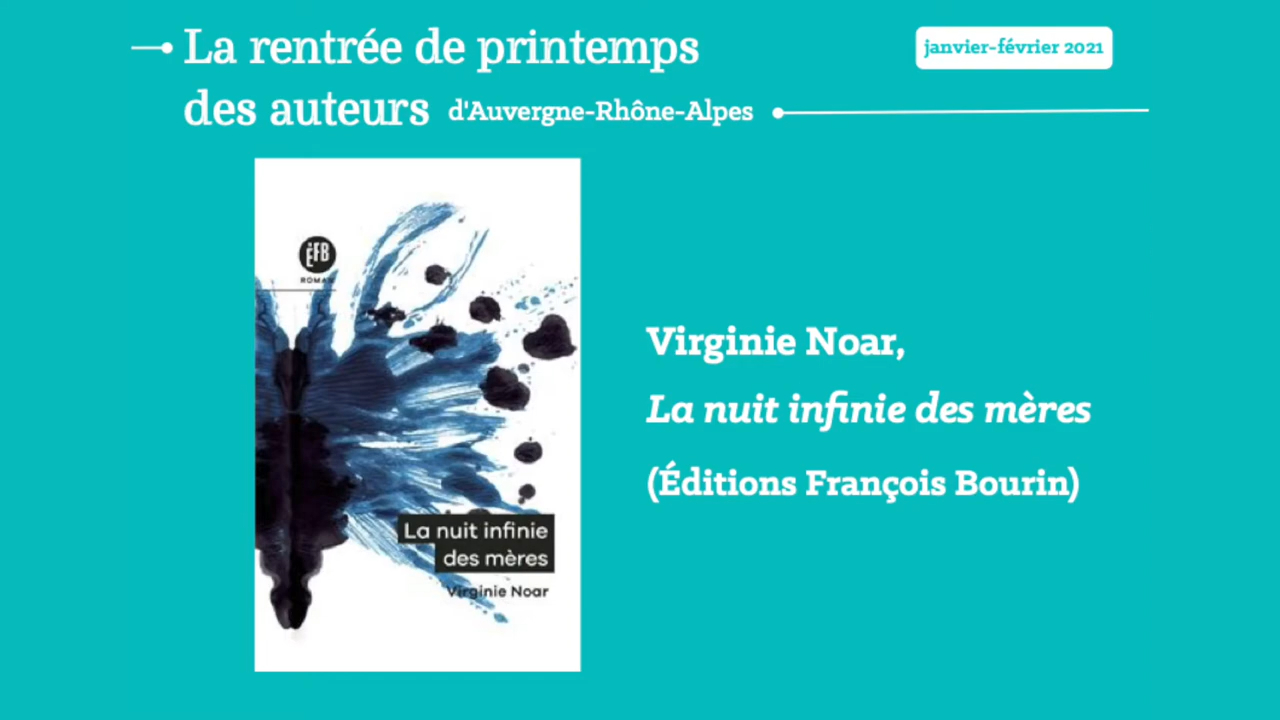 La rentrée de printemps
des auteurs d'Auvergne-Rhône-Alpes
janvier-février 2021
ËFB
ROMAN
La nuit infinie
des mères
Virginie Noar
Virginie Noar,
La nuit infinie des mères
(Éditions François Bourin)